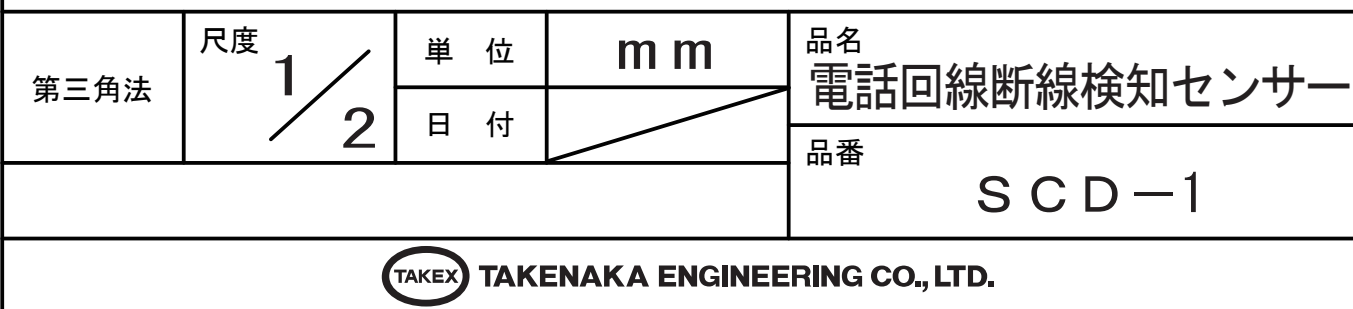 第三角法
尺度
1/2
単 位
mm
日 付
品名
電話回線断線検知センサー
品番
SCD-1
TAKEX TAKENAKA ENGINEERING CO., LTD.